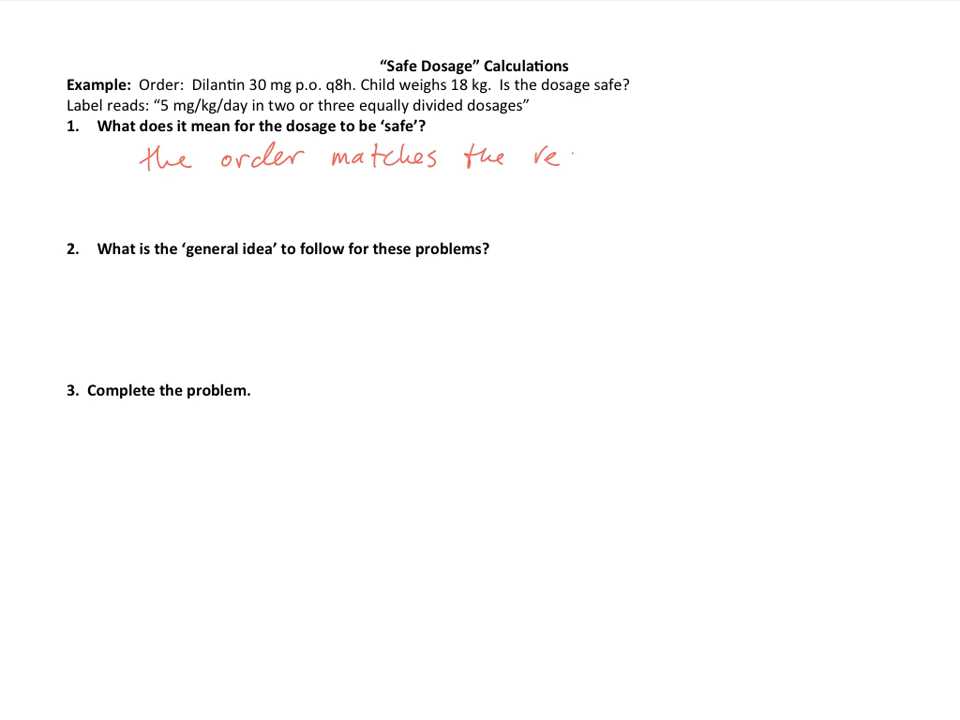 “Safe Dosage” Calculations
Example: Order: Dilantin 30 mg p.o. q8h. Child weighs 18 kg. Is the dosage safe?
Label reads: “5 mg/kg/day in two or three equally divided dosages”
1. What does it mean for the dosage to be ‘safe’?
the order matches the re
2. What is the ‘general idea’ to follow for these problems?
3. Complete the problem.